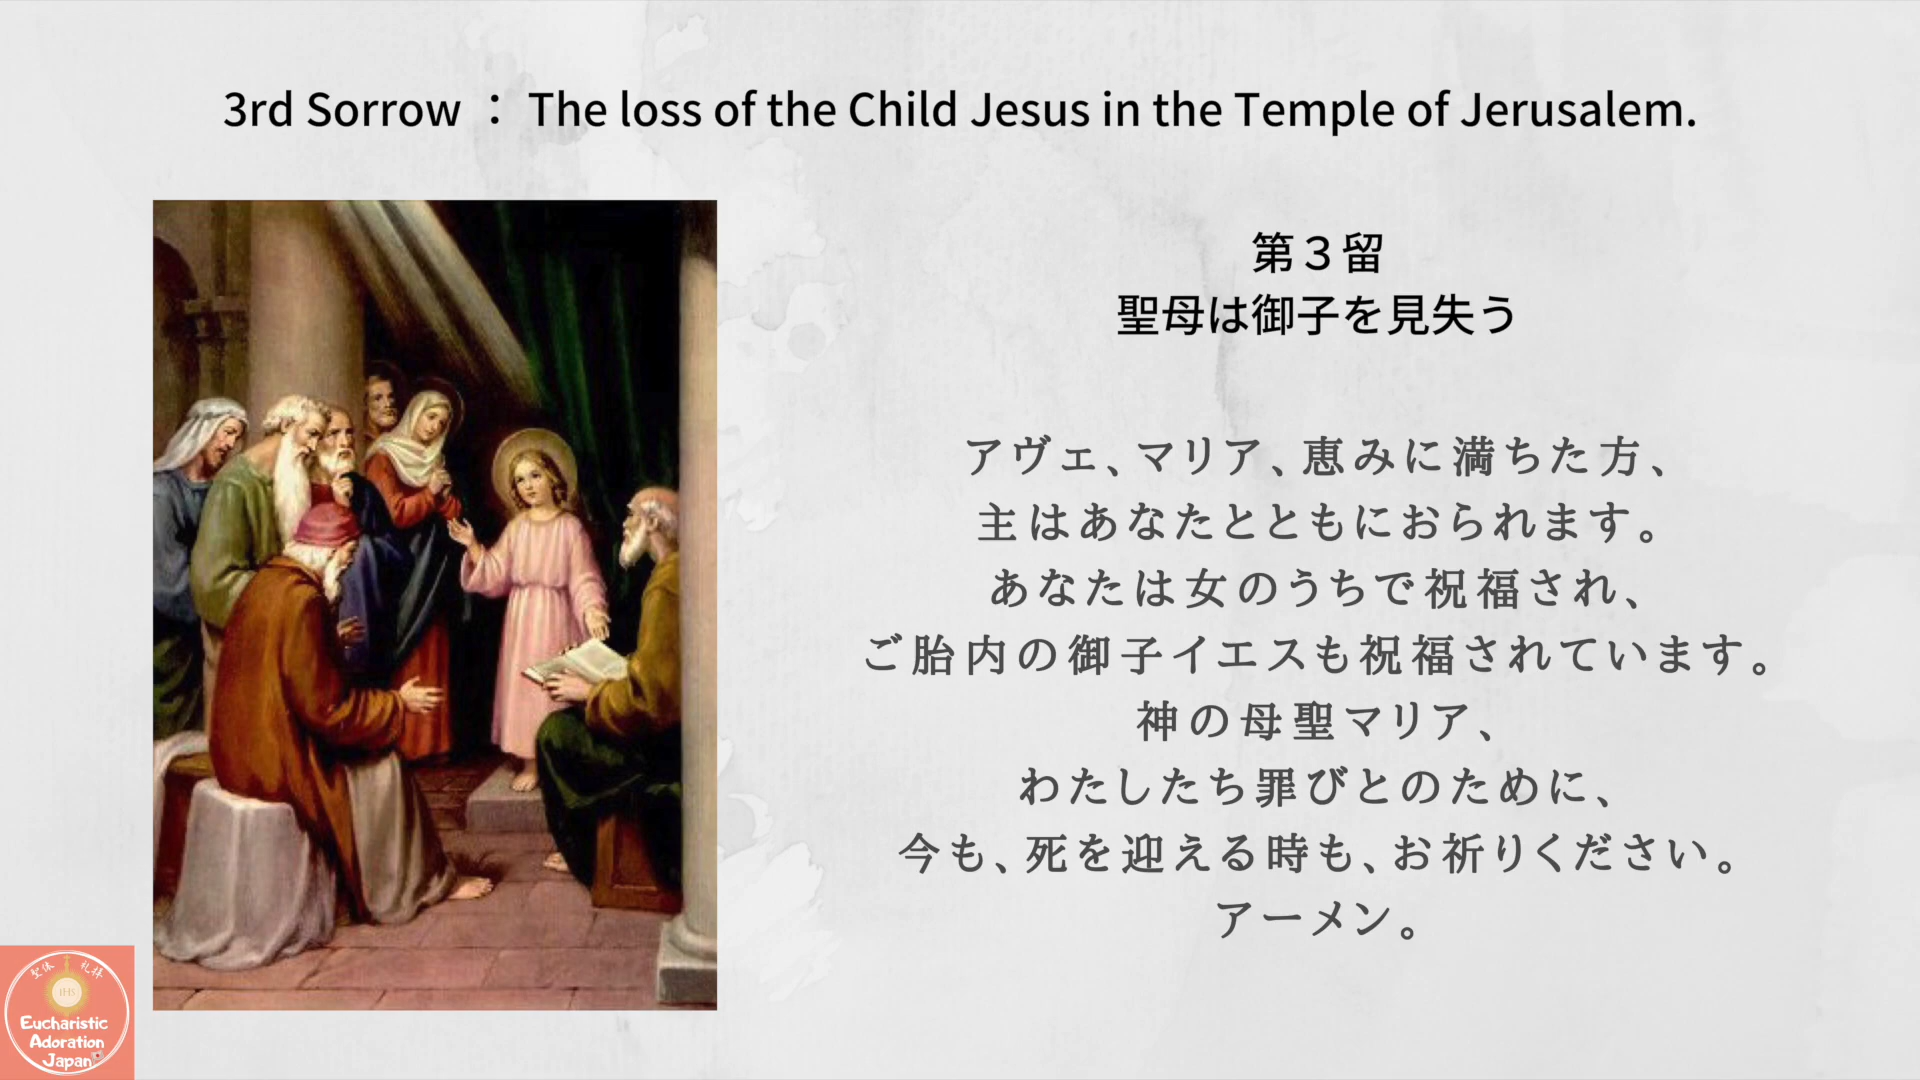 3rd Sorrow ： The loss of the Child Jesus in the Temple of Jerusalem.
第３留
聖母は御子を見失う
アヴェ、マリア、恵みに満ちた方、
主はあなたとともにおられます。
あなたは女のうちで祝福され、
ご胎内の御子イエスも祝福されています。
神の母聖マリア、
わたしたち罪びとのために、
今も、死を迎える時も、お祈りください。
アーメン。
聖体 礼拝
IHS
Eucharistic
Adoration
Japan